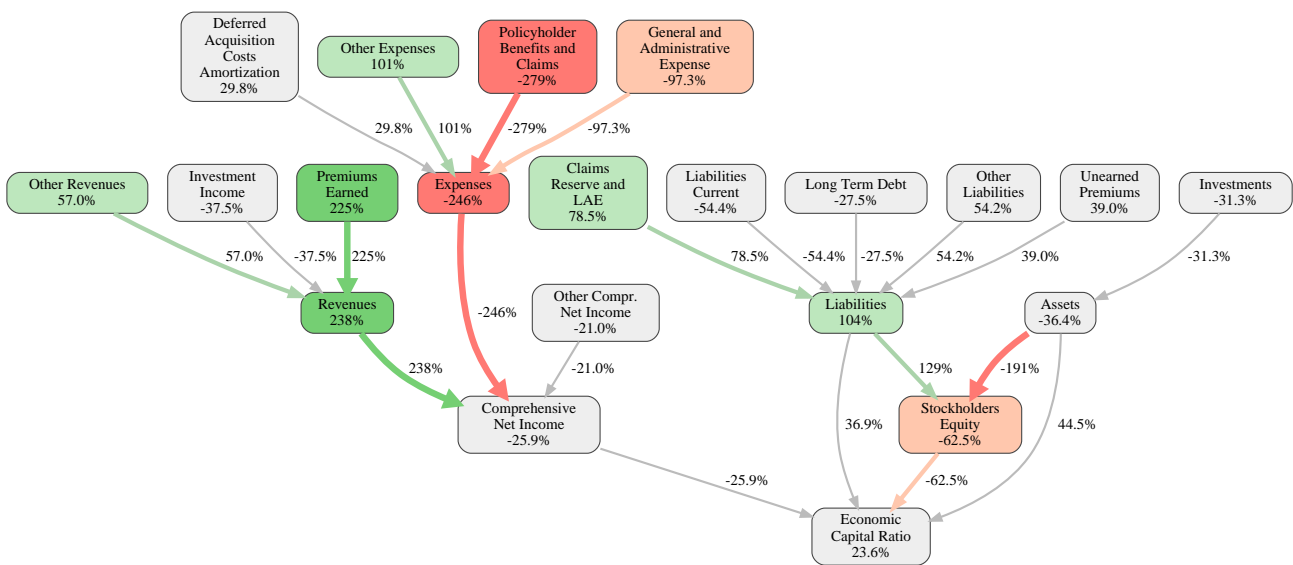 Deferred
Acquisition
Costs
Amortization
29.8%
Other Expenses
101%
Policyholder
Benefits and
Claims
-279%
General and
Administrative
Expense
-97.3%
29.8%
101%
-279%
-97.3%
Other Revenues
57.0%
Investment
Income
-37.5%
Premiums
Earned
225%
Expenses
-246%
Claims
Reserve and
LAE
78.5%
Liabilities
Current
-54.4%
Long Term Debt
-27.5%
Other
Liabilities
54.2%
Unearned
Premiums
39.0%
Investments
-31.3%
57.0%
-37.5%
225%
78.5%
-54.4%
-27.5%
54.2%
39.0%
-31.3%
Revenues
238%
-246%
Other Compr.
Net Income
-21.0%
Liabilities
104%
Assets
-36.4%
238%
-21.0%
129%
-191%
Comprehensive
Net Income
-25.9%
36.9%
Stockholders
Equity
-62.5%
44.5%
-25.9%
-62.5%
Economic
Capital Ratio
23.6%